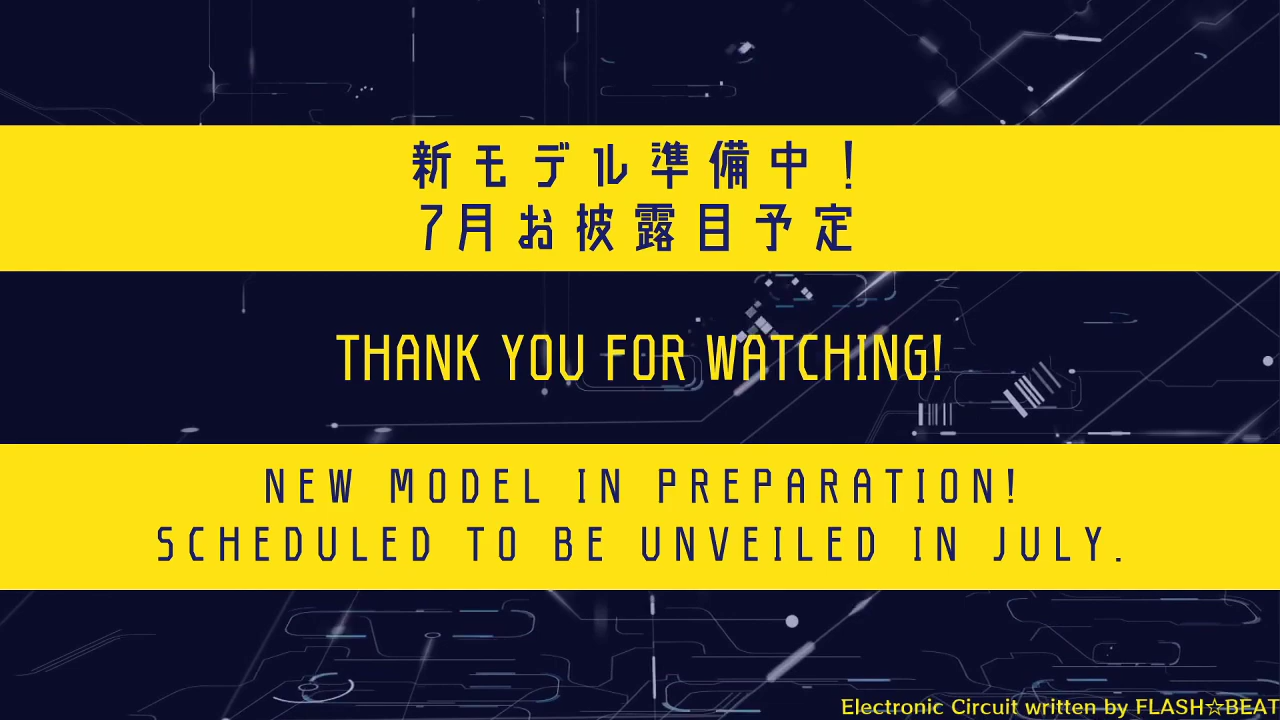 新モデル準備中！
7月お披露目予定
THANK YOU FOR WATCHING!
NEW MODEL IN PREPARATION!
SCHEDULED TO BE UNVEILED IN JULY.
Electronic Circuit written by FLASH☆BEAT